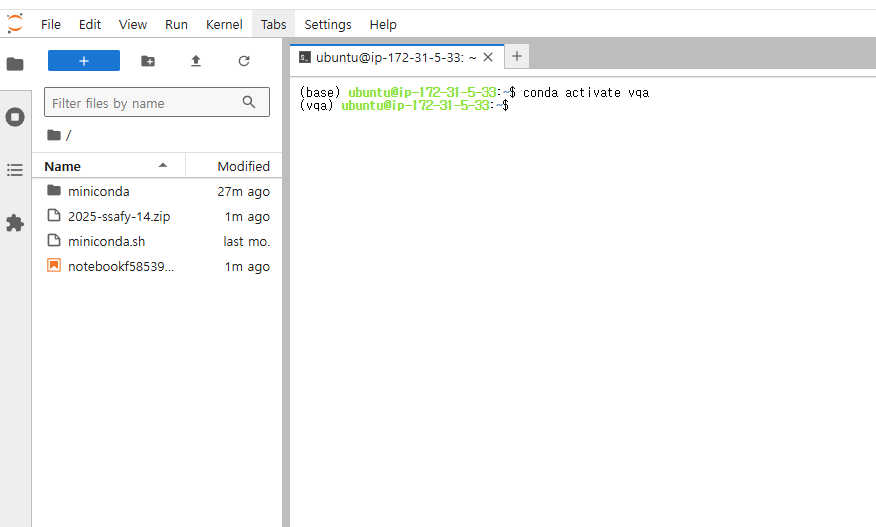 File Edit View Run Kernel Tabs Settings Help
+
ubuntu@ip-172-31-5-33: ~ × +
Filter files by name
/
Name Modified
miniconda 27m ago
2025-ssafy-14.zip 1m ago
miniconda.sh last mo.
notebookf58539... 1m ago
(base) ubuntu@ip-172-31-5-33:~$ conda activate vqa
(vqa) ubuntu@ip-172-31-5-33:~$